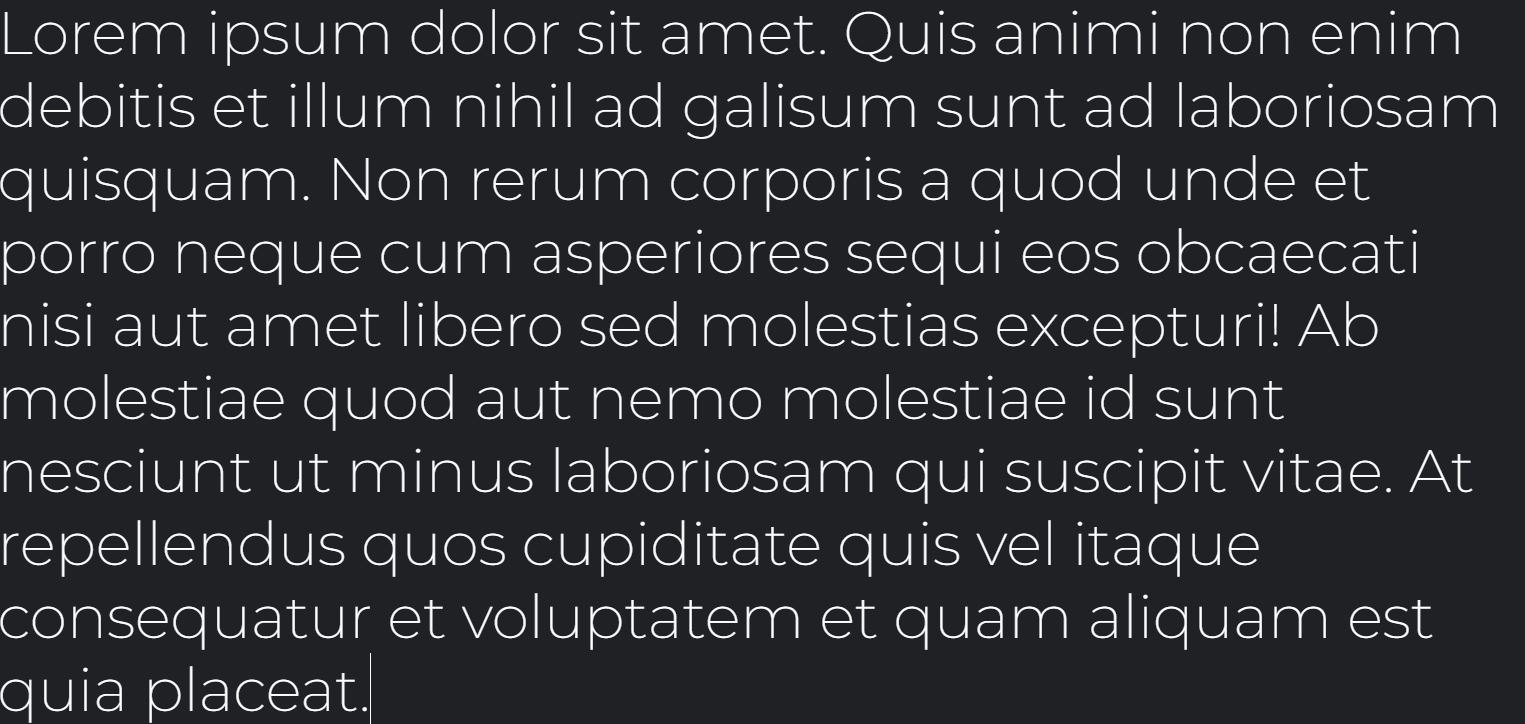 Lorem ipsum dolor sit amet. Quis animi non enim
debitis et illum nihil ad galisum sunt ad laboriosam
quisquam. Non rerum corporis a quod unde et
porro neque cum asperiores sequi eos obcaecati
nisi aut amet libero sed molestias excepturi! Ab
molestiae quod aut nemo molestiae id sunt
nesciunt ut minus laboriosam qui suscipit vitae. At
repellendus quos cupiditate quis vel itaque
consequatur et voluptatem et quam aliquam est
quia placeat.